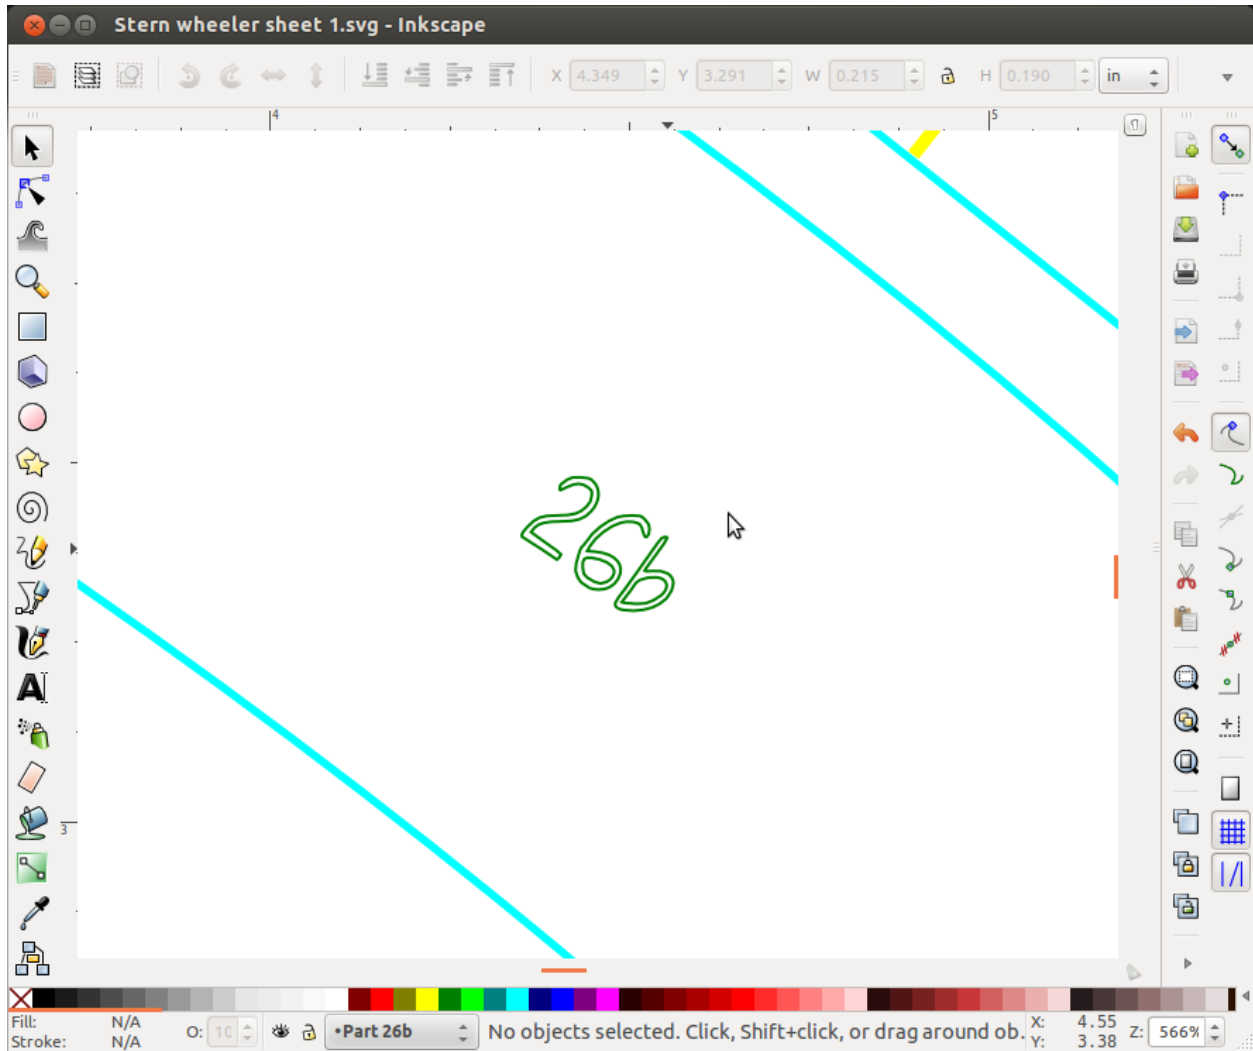 Stern wheeler sheet 1.svg - Inkscape
X 4.349 Y 3.291 W 0.215 H 0.190 in
4 5
26b
3
Fill: N/A
Stroke: N/A
O: 10
•Part 26b
No objects selected. Click, Shift+click, or drag around ob.
X: 4.55
Y: 3.38
Z: 566%